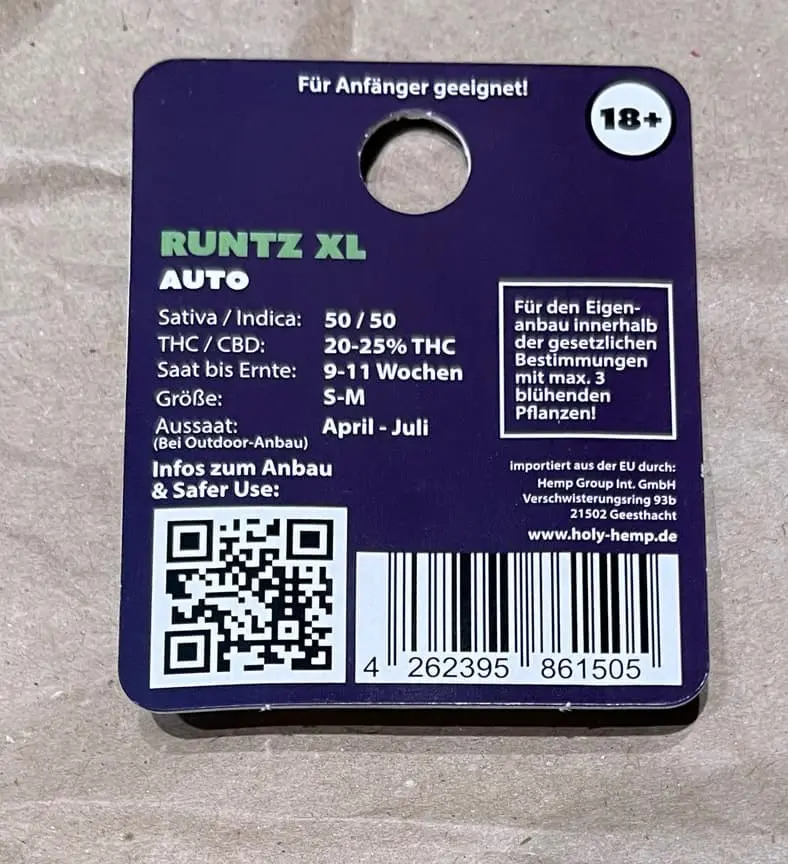 Für Anfänger geeignet!
18+
RUNTZ XL
AUTO
Sativa / Indica: 50 / 50
THC / CBD: 20-25% THC
Saat bis Ernte: 9-11 Wochen
Größe: S-M
Aussaat: April - Juli
(Bei Outdoor-Anbau)
Für den Eigen-
anbau innerhalb
der gesetzlichen
Bestimmungen
mit max. 3
blühenden
Pflanzen!
Infos zum Anbau
& Safer Use:
Importiert aus der EU durch:
Hemp Group Int. GmbH
Verschwisterungsring 93b
21502 Geesthacht
www.holy-hemp.de
4 262395 861505